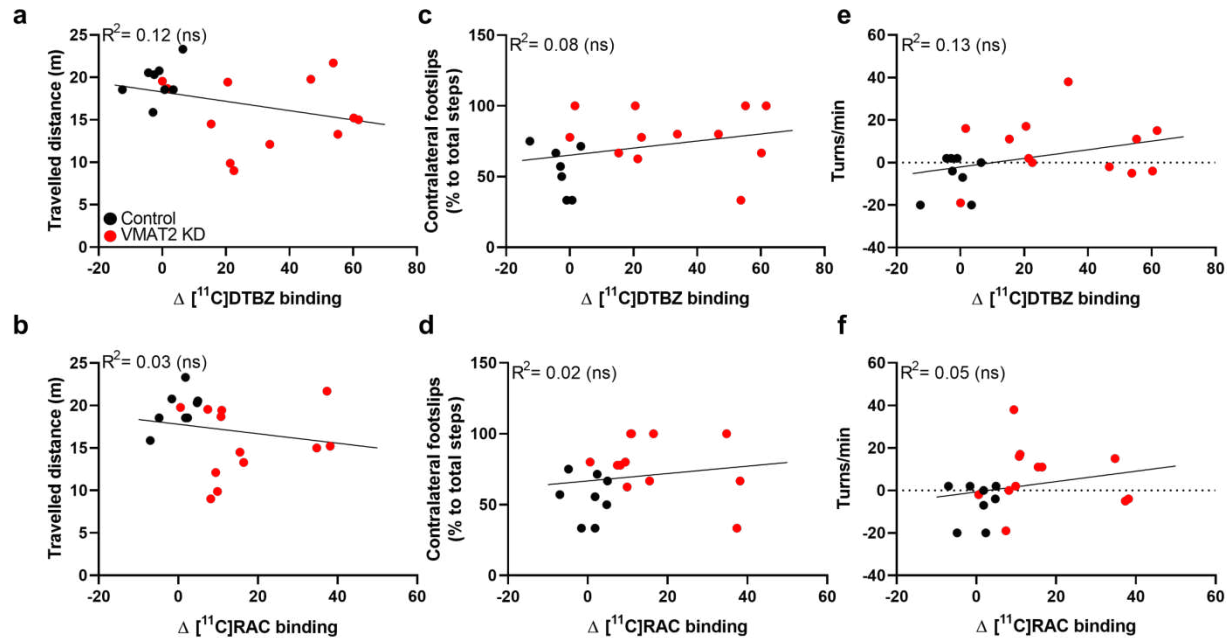 a
R²= 0.12 (ns)
Travelled distance (m)
25
20
15
10
5
0
Control
VMAT2 KD
-20 0 20 40 60 80
Δ [¹¹C]DTBZ binding
c
R²= 0.08 (ns)
Contralateral footslips
(% to total steps)
150
100
50
0
-20 0 20 40 60 80
Δ [¹¹C]DTBZ binding
e
R²= 0.13 (ns)
Turns/min
60
40
20
0
-20
-40
-20 0 20 40 60 80
Δ [¹¹C]DTBZ binding
b
R²= 0.03 (ns)
Travelled distance (m)
25
20
15
10
5
0
-20 0 20 40 60
Δ [¹¹C]RAC binding
d
R²= 0.02 (ns)
Contralateral footslips
(% to total steps)
150
100
50
0
-20 0 20 40 60
Δ [¹¹C]RAC binding
f
R²= 0.05 (ns)
Turns/min
60
40
20
0
-20
-40
-20 0 20 40 60
Δ [¹¹C]RAC binding